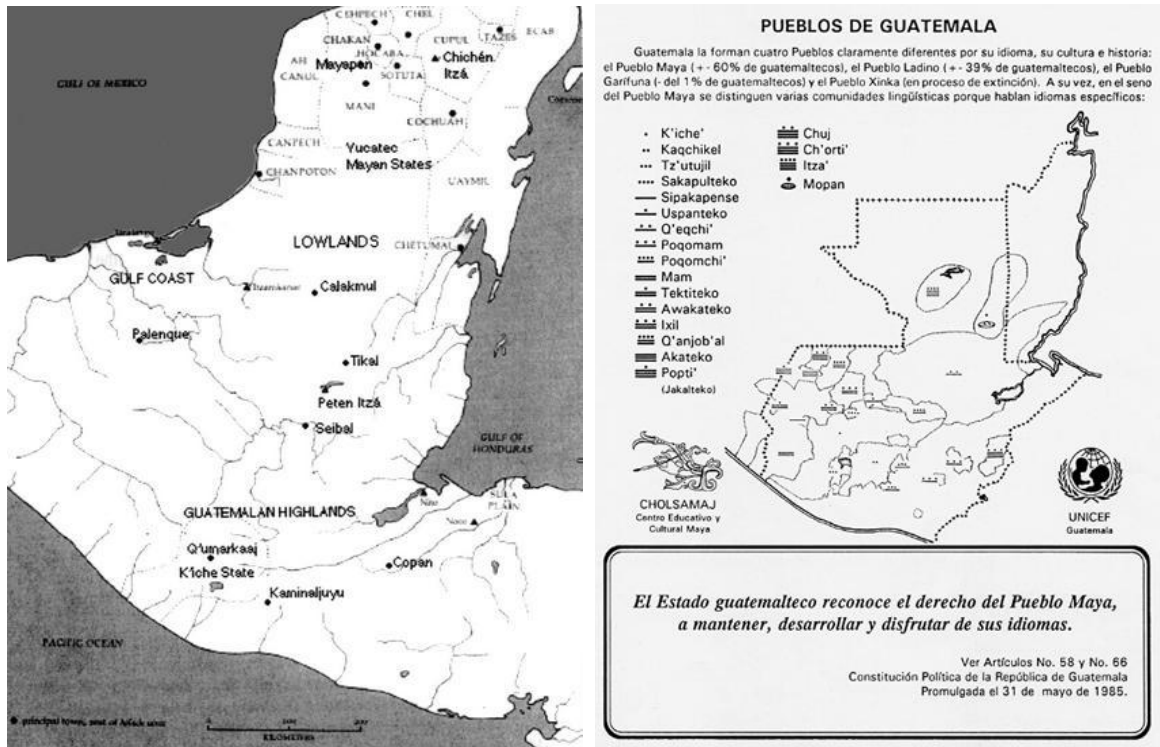 CEHPECH
CHEL
CHAKAN
CUPUL
TAZES
ECAB
HOCABA
Mayapan
Chichén
Itzá
AH
CANUL
SOTUTA
GULF OF MEXICO
MANI
COCHUAH
CANPECH
Yucatec
Mayan States
CHANPOTON
UAYMIL
LOWLANDS
CHETUMAL
GULF COAST
Itzamkanac
Calakmul
Palenque
Tikal
Peten Itzá
Seibal
GULF OF
HONDURAS
Nito
SULA
PLAIN
GUATEMALAN HIGHLANDS
Naco
Q'umarkaaj
K'iche State
Copan
Kaminaljuyu
PACIFIC OCEAN
0 100 200
KILOMETERS
PUEBLOS DE GUATEMALA
Guatemala la forman cuatro Pueblos claramente diferentes por su idioma, su cultura e historia:
el Pueblo Maya (+-60% de guatemaltecos), el Pueblo Ladino (+-39% de guatemaltecos), el Pueblo
Garífuna (- del 1% de guatemaltecos) y el Pueblo Xinka (en proceso de extinción). A su vez, en el seno
del Pueblo Maya se distinguen varias comunidades lingüísticas porque hablan idiomas específicos:
K'iche'
Kaqchikel
Tz'utujil
Sakapulteko
Sipakapense
Uspanteko
Q'eqchi'
Poqomam
Poqomchi'
Mam
Tektiteko
Awakateko
Ixil
Q'anjob'al
Akateko
Popti'
(Jakalteko)
Chuj
Ch'orti'
Itza'
Mopan
CHOLSAMAJ
Centro Educativo y
Cultural Maya
UNICEF
Guatemala
El Estado guatemalteco reconoce el derecho del Pueblo Maya,
a mantener, desarrollar y disfrutar de sus idiomas.
Ver Artículos No. 58 y No. 66
Constitución Política de la República de Guatemala
Promulgada el 31 de mayo de 1985.